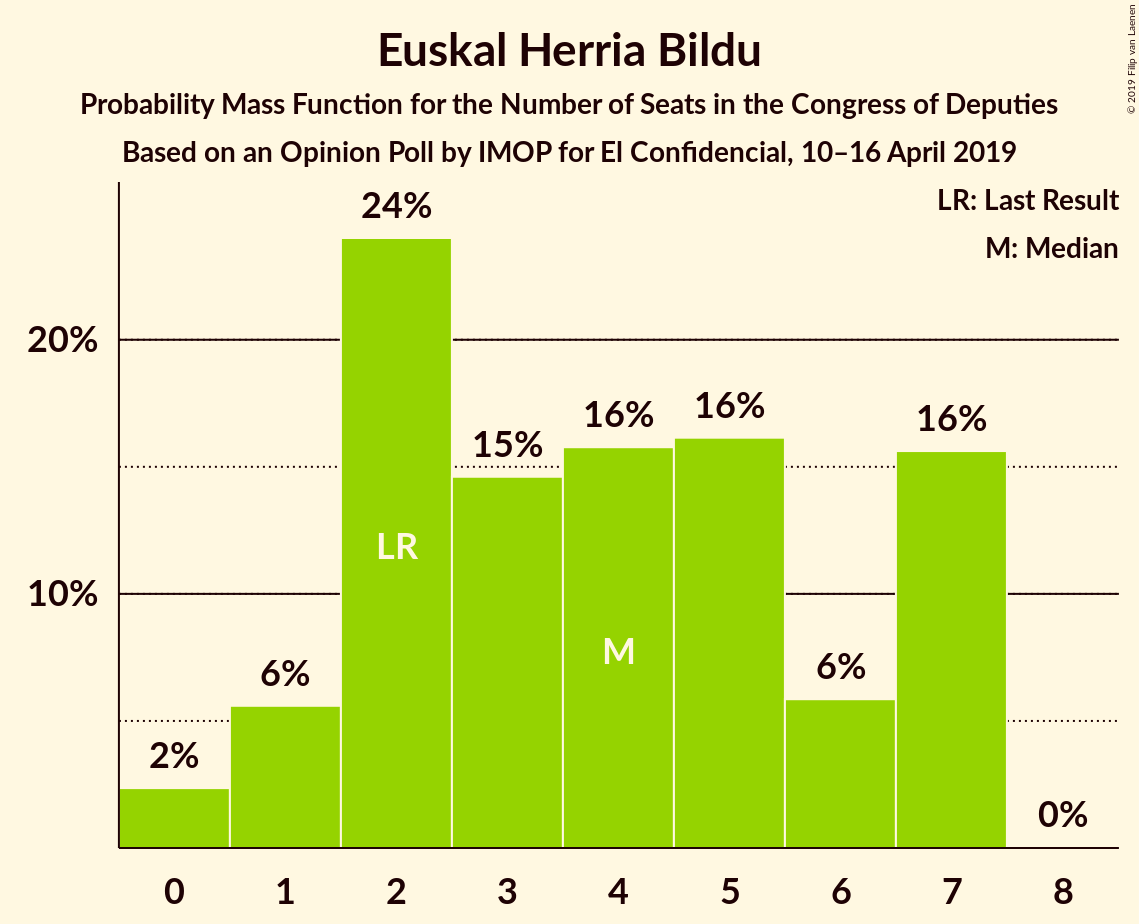 Euskal Herria Bildu
Probability Mass Function for the Number of Seats in the Congress of Deputies
Based on an Opinion Poll by IMOP for El Confidencial, 10–16 April 2019
© 2019 Filip van Laenen
LR: Last Result
M: Median
24%
20%
15%
16%
16%
16%
LR
10%
M
6%
6%
2%
0%
0 1 2 3 4 5 6 7 8